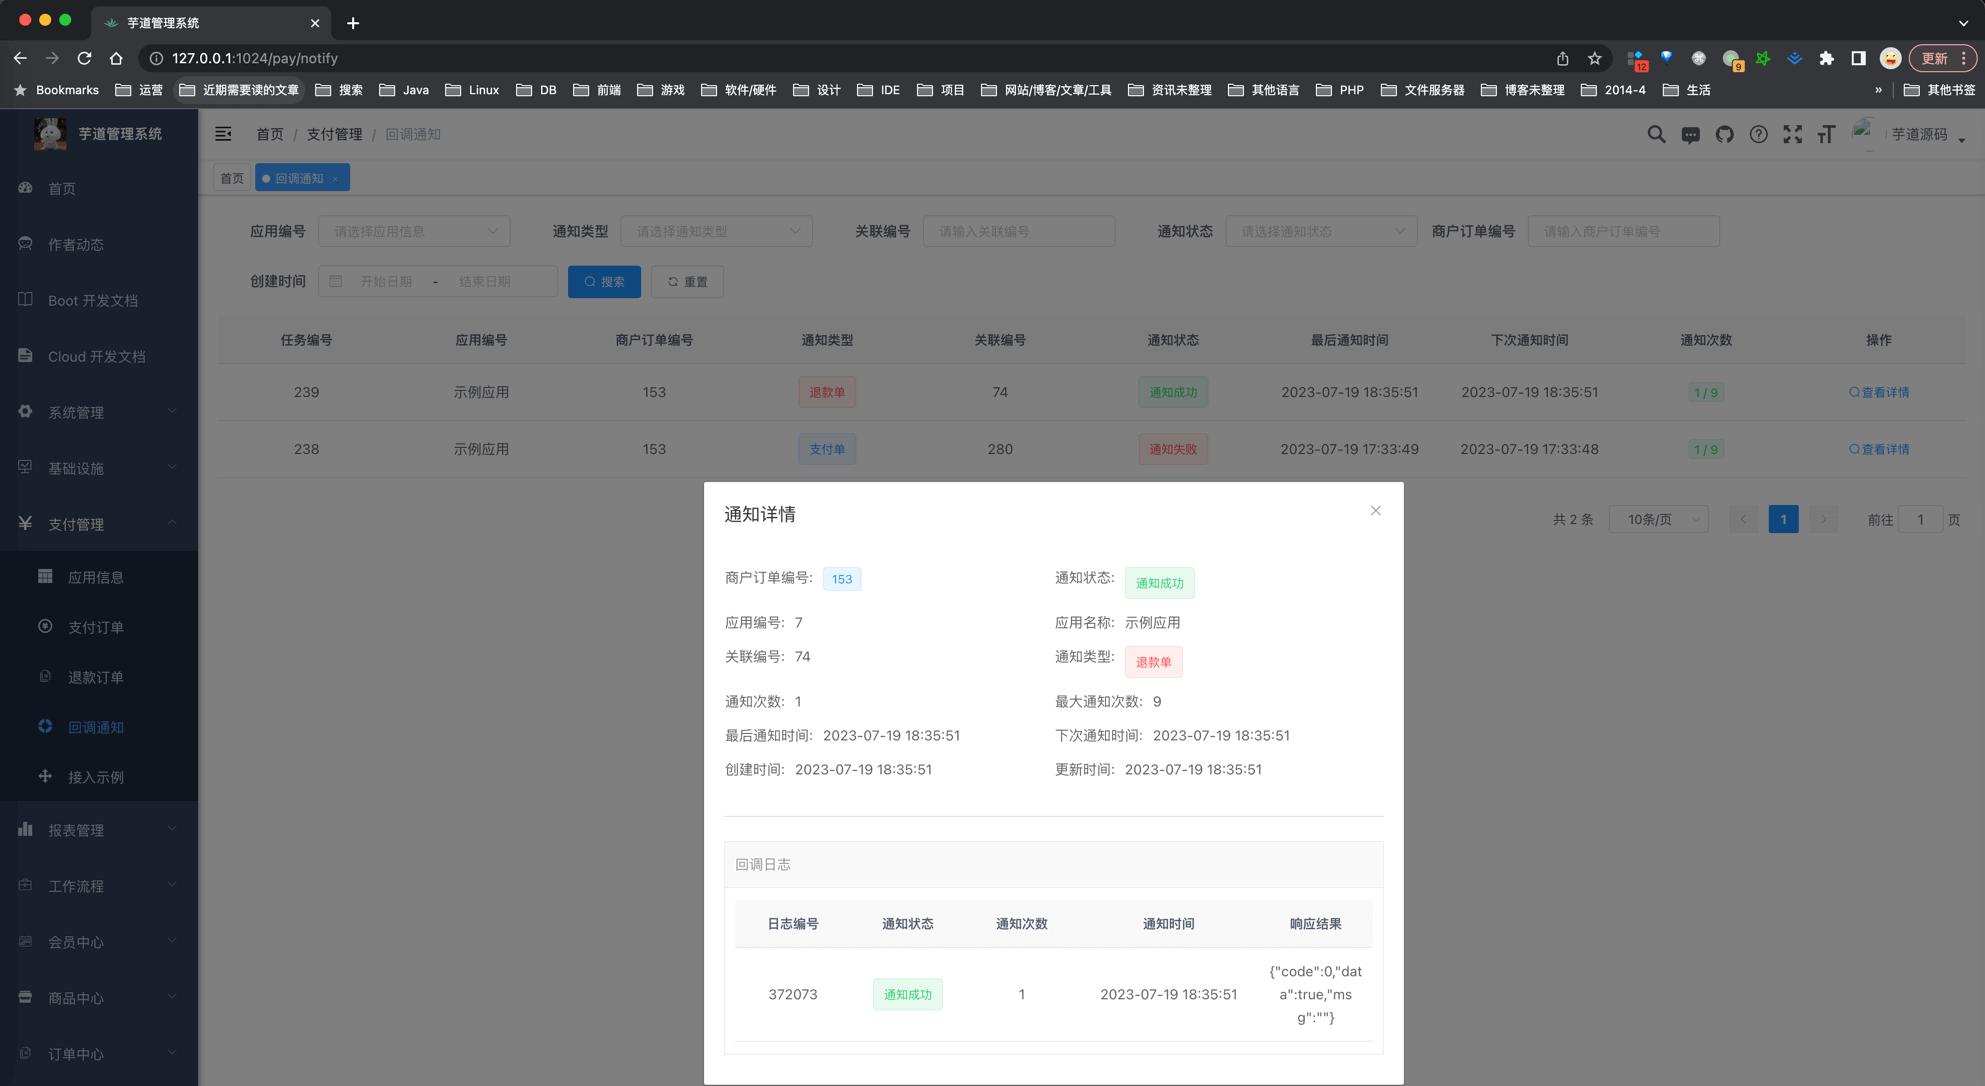 芋道管理系统
127.0.0.1:1024/pay/notify
12
9
更新
Bookmarks 运营 近期需要读的文章 搜索 Java Linux DB 前端 游戏 软件/硬件 设计 IDE 项目 网站/博客/文章/工具 资讯未整理 其他语言 PHP 文件服务器 博客未整理 2014-4 生活 » 其他书签
芋道管理系统
首页 / 支付管理 / 回调通知
芋道源码
首页
回调通知 ×
首页
作者动态
Boot 开发文档
Cloud 开发文档
系统管理
基础设施
支付管理
应用信息
支付订单
退款订单
回调通知
接入示例
报表管理
工作流程
会员中心
商品中心
订单中心
应用编号 请选择应用信息 通知类型 请选择通知类型 关联编号 请输入关联编号 通知状态 请选择通知状态 商户订单编号 请输入商户订单编号
创建时间 开始日期 - 结束日期 搜索 重置
任务编号 应用编号 商户订单编号 通知类型 关联编号 通知状态 最后通知时间 下次通知时间 通知次数 操作
239 示例应用 153 退款单 74 通知成功 2023-07-19 18:35:51 2023-07-19 18:35:51 1 / 9 查看详情
238 示例应用 153 支付单 280 通知失败 2023-07-19 17:33:49 2023-07-19 17:33:48 1 / 9 查看详情
共 2 条 10条/页 1 前往 1 页
通知详情
商户订单编号: 153 通知状态: 通知成功
应用编号: 7 应用名称: 示例应用
关联编号: 74 通知类型: 退款单
通知次数: 1 最大通知次数: 9
最后通知时间: 2023-07-19 18:35:51 下次通知时间: 2023-07-19 18:35:51
创建时间: 2023-07-19 18:35:51 更新时间: 2023-07-19 18:35:51
回调日志
日志编号 通知状态 通知次数 通知时间 响应结果
372073 通知成功 1 2023-07-19 18:35:51 {"code":0,"dat
a":true,"ms
g":""}